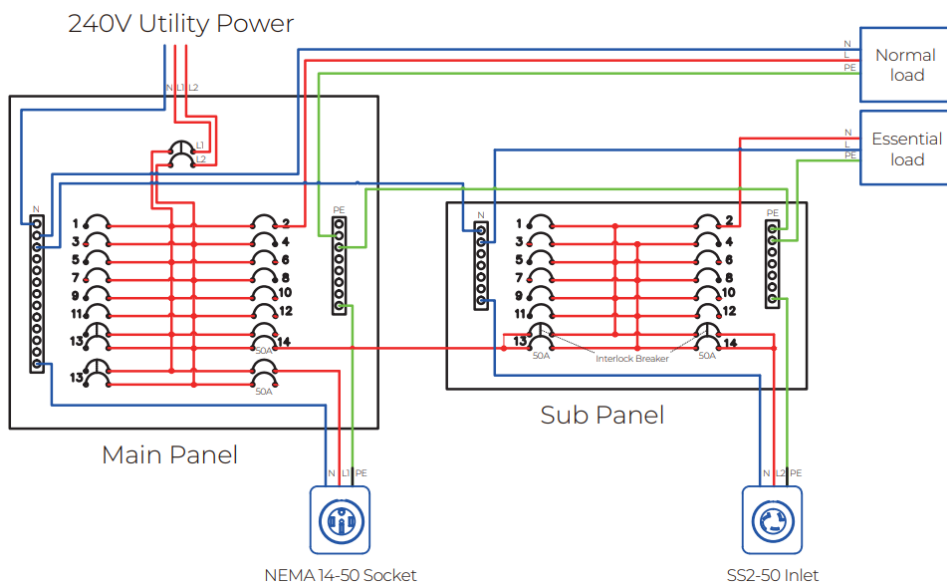 240V Utility Power
N L1 L2
L1
L2
N
L
PE
Normal
load
N
L
PE
Essential
load
N
PE
1 2
3 4
5 6
7 8
9 10
11 12
13 14
50A
13
50A
Main Panel
N
PE
1 2
3 4
5 6
7 8
9 10
11 12
13 14
50A Interlock Breaker 50A
Sub Panel
N L1 PE
NEMA 14-50 Socket
N L2 PE
SS2-50 Inlet